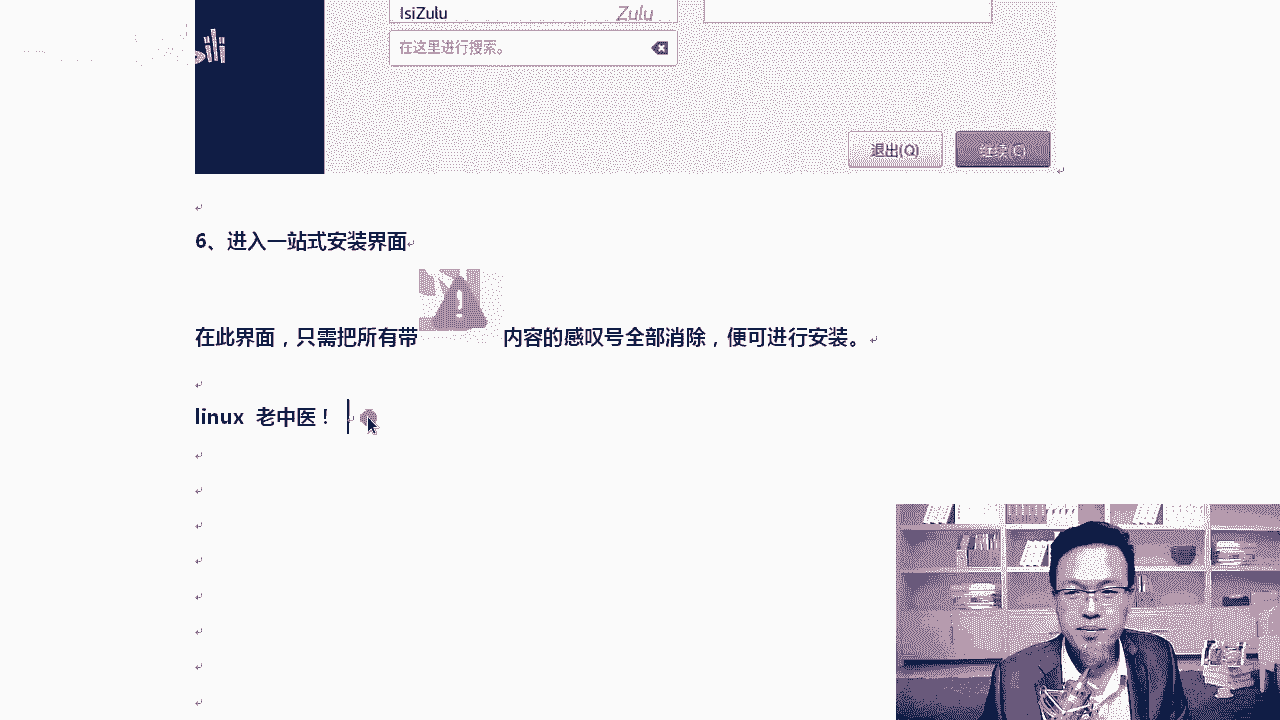 IsiZulu Zulu
在这里进行搜索。
退出(Q) 继续(C)
6、进入一站式安装界面
在此界面，只需把所有带 内容的感叹号全部消除，便可进行安装。
linux 老中医！